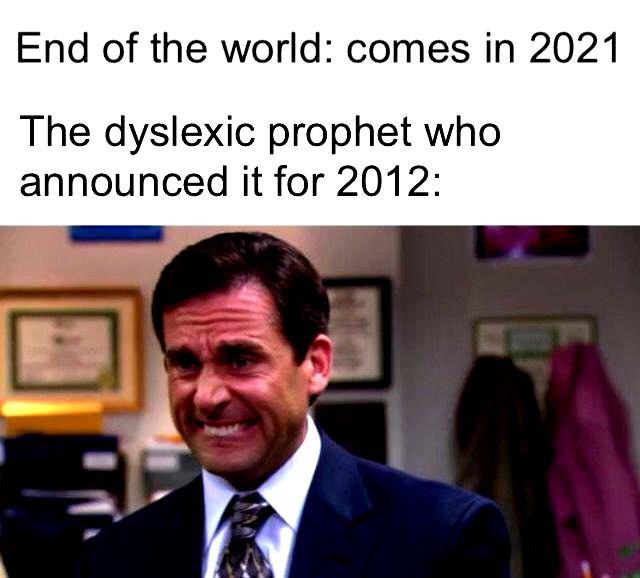 End of the world: comes in 2021
The dyslexic prophet who
announced it for 2012: